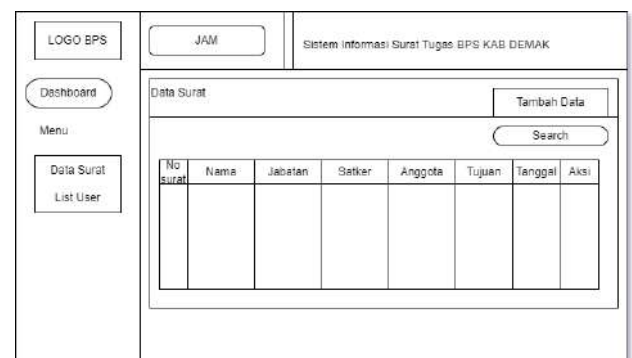 LOGO BPS
JAM
Sistem Informasi Surat Tugas BPS KAB DEMAK
Dashboard
Menu
Data Surat
List User
Data Surat
Tambah Data
Search
No surat
Nama
Jabatan
Satker
Anggota
Tujuan
Tanggal
Aksi